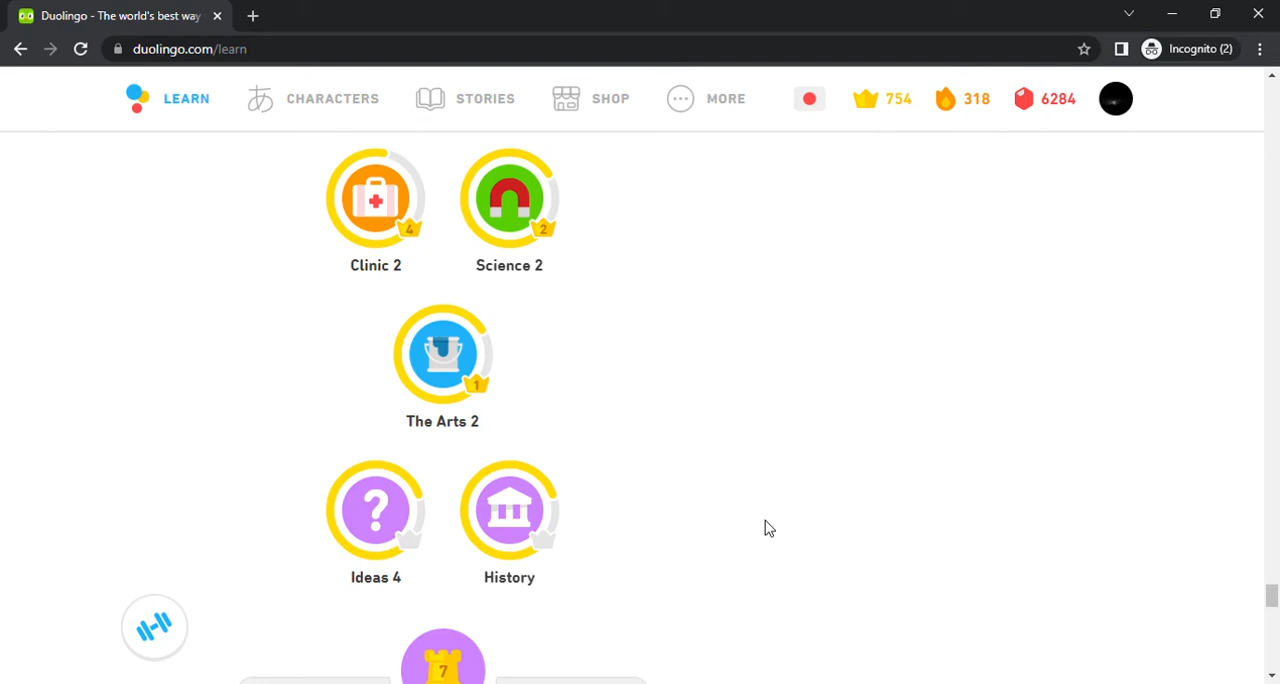 Duolingo - The world's best way
duolingo.com/learn
Incognito (2)
LEARN
あ CHARACTERS
STORIES
SHOP
MORE
754
318
6284
4
2
Clinic 2
Science 2
1
The Arts 2
?
Ideas 4
History
7